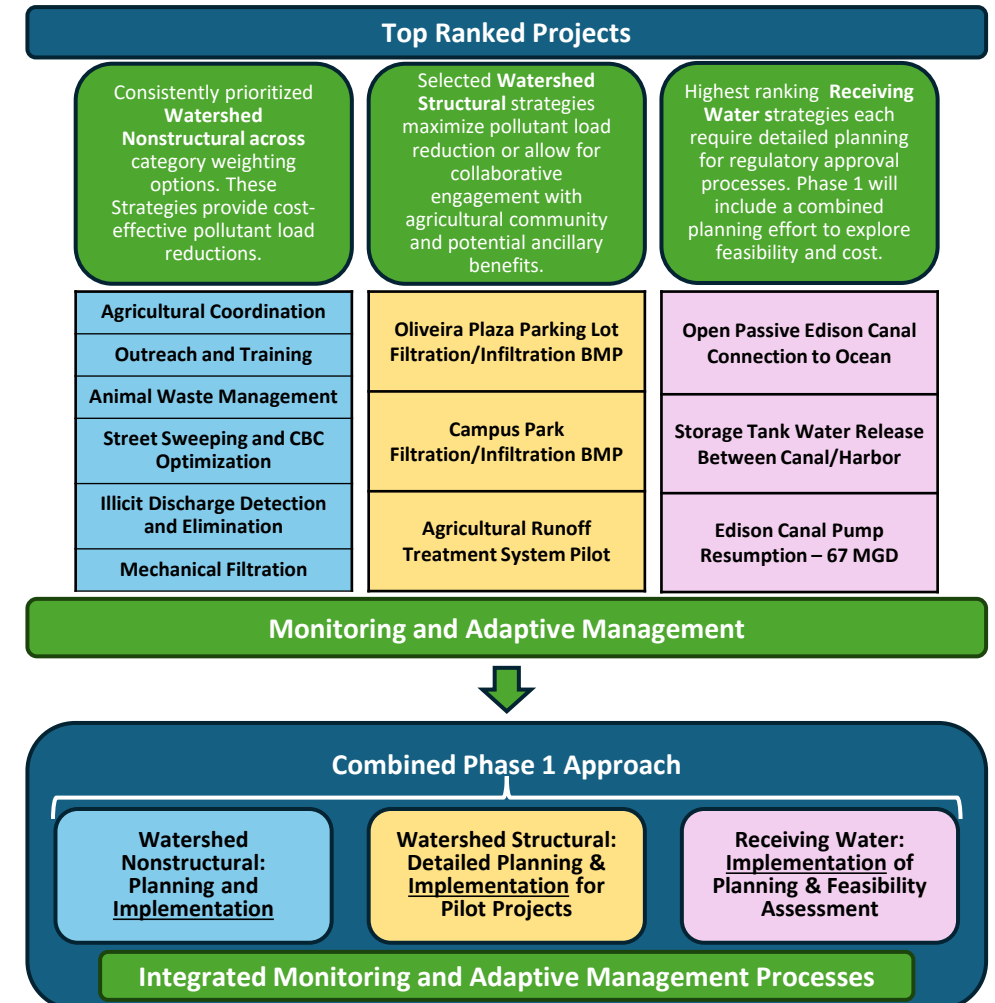 Top Ranked Projects
Consistently prioritized
Watershed
Nonstructural across
category weighting
options. These
Strategies provide cost-
effective pollutant load
reductions.
Selected Watershed
Structural strategies
maximize pollutant load
reduction or allow for
collaborative
engagement with
agricultural community
and potential ancillary
benefits.
Highest ranking Receiving
Water strategies each
require detailed planning
for regulatory approval
processes. Phase 1 will
include a combined
planning effort to explore
feasibility and cost.
Agricultural Coordination
Outreach and Training
Animal Waste Management
Street Sweeping and CBC
Optimization
Illicit Discharge Detection
and Elimination
Mechanical Filtration
Oliveira Plaza Parking Lot
Filtration/Infiltration BMP
Campus Park
Filtration/Infiltration BMP
Agricultural Runoff
Treatment System Pilot
Open Passive Edison Canal
Connection to Ocean
Storage Tank Water Release
Between Canal/Harbor
Edison Canal Pump
Resumption – 67 MGD
Monitoring and Adaptive Management
Combined Phase 1 Approach
Watershed
Nonstructural:
Planning and
Implementation
Watershed Structural:
Detailed Planning &
Implementation for
Pilot Projects
Receiving Water:
Implementation of
Planning & Feasibility
Assessment
Integrated Monitoring and Adaptive Management Processes